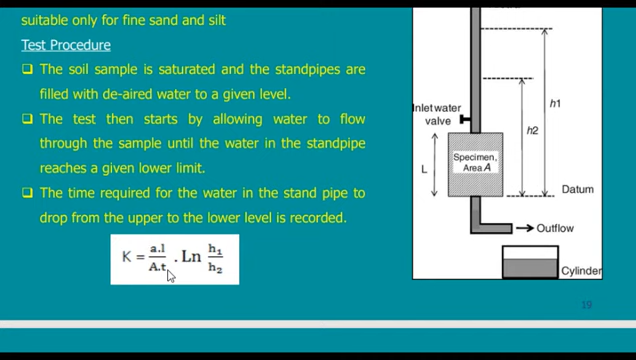 suitable only for fine sand and silt
Test Procedure
❑ The soil sample is saturated and the standpipes are
filled with de-aired water to a given level.
❑ The test then starts by allowing water to flow
through the sample until the water in the standpipe
reaches a given lower limit.
❑ The time required for the water in the stand pipe to
drop from the upper to the lower level is recorded.
K = a.l / A.t . Ln h₁ / h₂
h1
Inlet water
valve
h2
L
Specimen,
Area A
Datum
Outflow
Cylinder
19